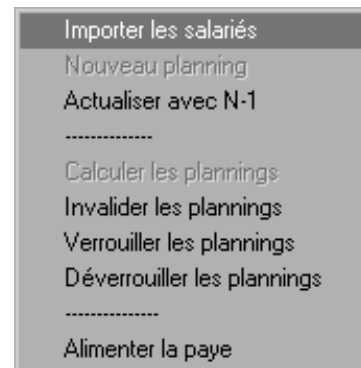 Importer les salariés
Nouveau planning
Actualiser avec N-1
--------------
Calculer les plannings
Invalider les plannings
Verrouiller les plannings
Déverrouiller les plannings
---------------
Alimenter la paye